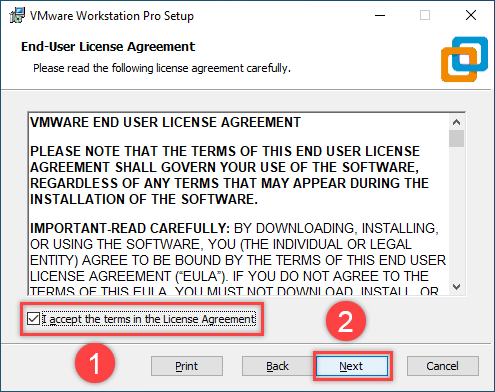 VMware Workstation Pro Setup
End-User License Agreement
Please read the following license agreement carefully.
VMWARE END USER LICENSE AGREEMENT
PLEASE NOTE THAT THE TERMS OF THIS END USER LICENSE
AGREEMENT SHALL GOVERN YOUR USE OF THE SOFTWARE,
REGARDLESS OF ANY TERMS THAT MAY APPEAR DURING THE
INSTALLATION OF THE SOFTWARE.
IMPORTANT-READ CAREFULLY: BY DOWNLOADING, INSTALLING,
OR USING THE SOFTWARE, YOU (THE INDIVIDUAL OR LEGAL
ENTITY) AGREE TO BE BOUND BY THE TERMS OF THIS END USER
LICENSE AGREEMENT (“EULA”). IF YOU DO NOT AGREE TO THE
TERMS OF THIS EULA, YOU MUST NOT DOWNLOAD, INSTALL, OR
I accept the terms in the License Agreement
1
2
Print Back Next Cancel